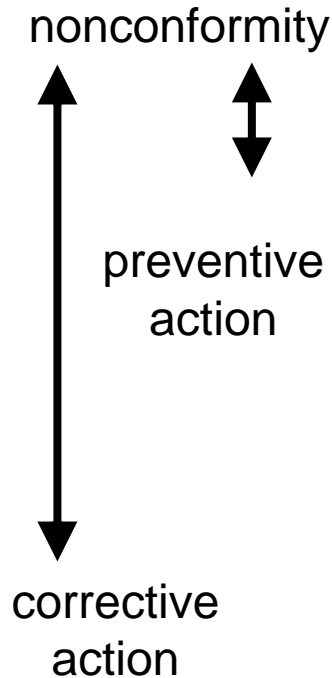 nonconformity
preventive
action
corrective
action